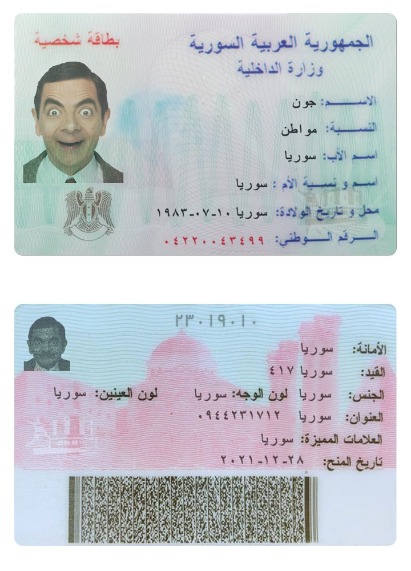 الجمهورية العربية السورية
بطاقة شخصية
وزارة الداخلية
الاسم: جون
النسبة: مواطن
اسم الأب: سوريا
اسم و نسبة الأم : سوريا
محل و تاريخ الولادة: سوريا ١٠-٠٧-١٩٨٣
الرقم الوطني: ٠٤٢٢٠٠٤٣٤٩٩
٢٣٠١٩٠١٠
الأمانة: سوريا
القيد: سوريا ٤١٧
الجنس: سوريا لون الوجه: سوريا لون العينين: سوريا
العنوان: سوريا ٠٩٤٤٢٣١٧١٢
العلامات المميزة: سوريا
تاريخ المنح: ٢٨-١٢-٢٠٢١